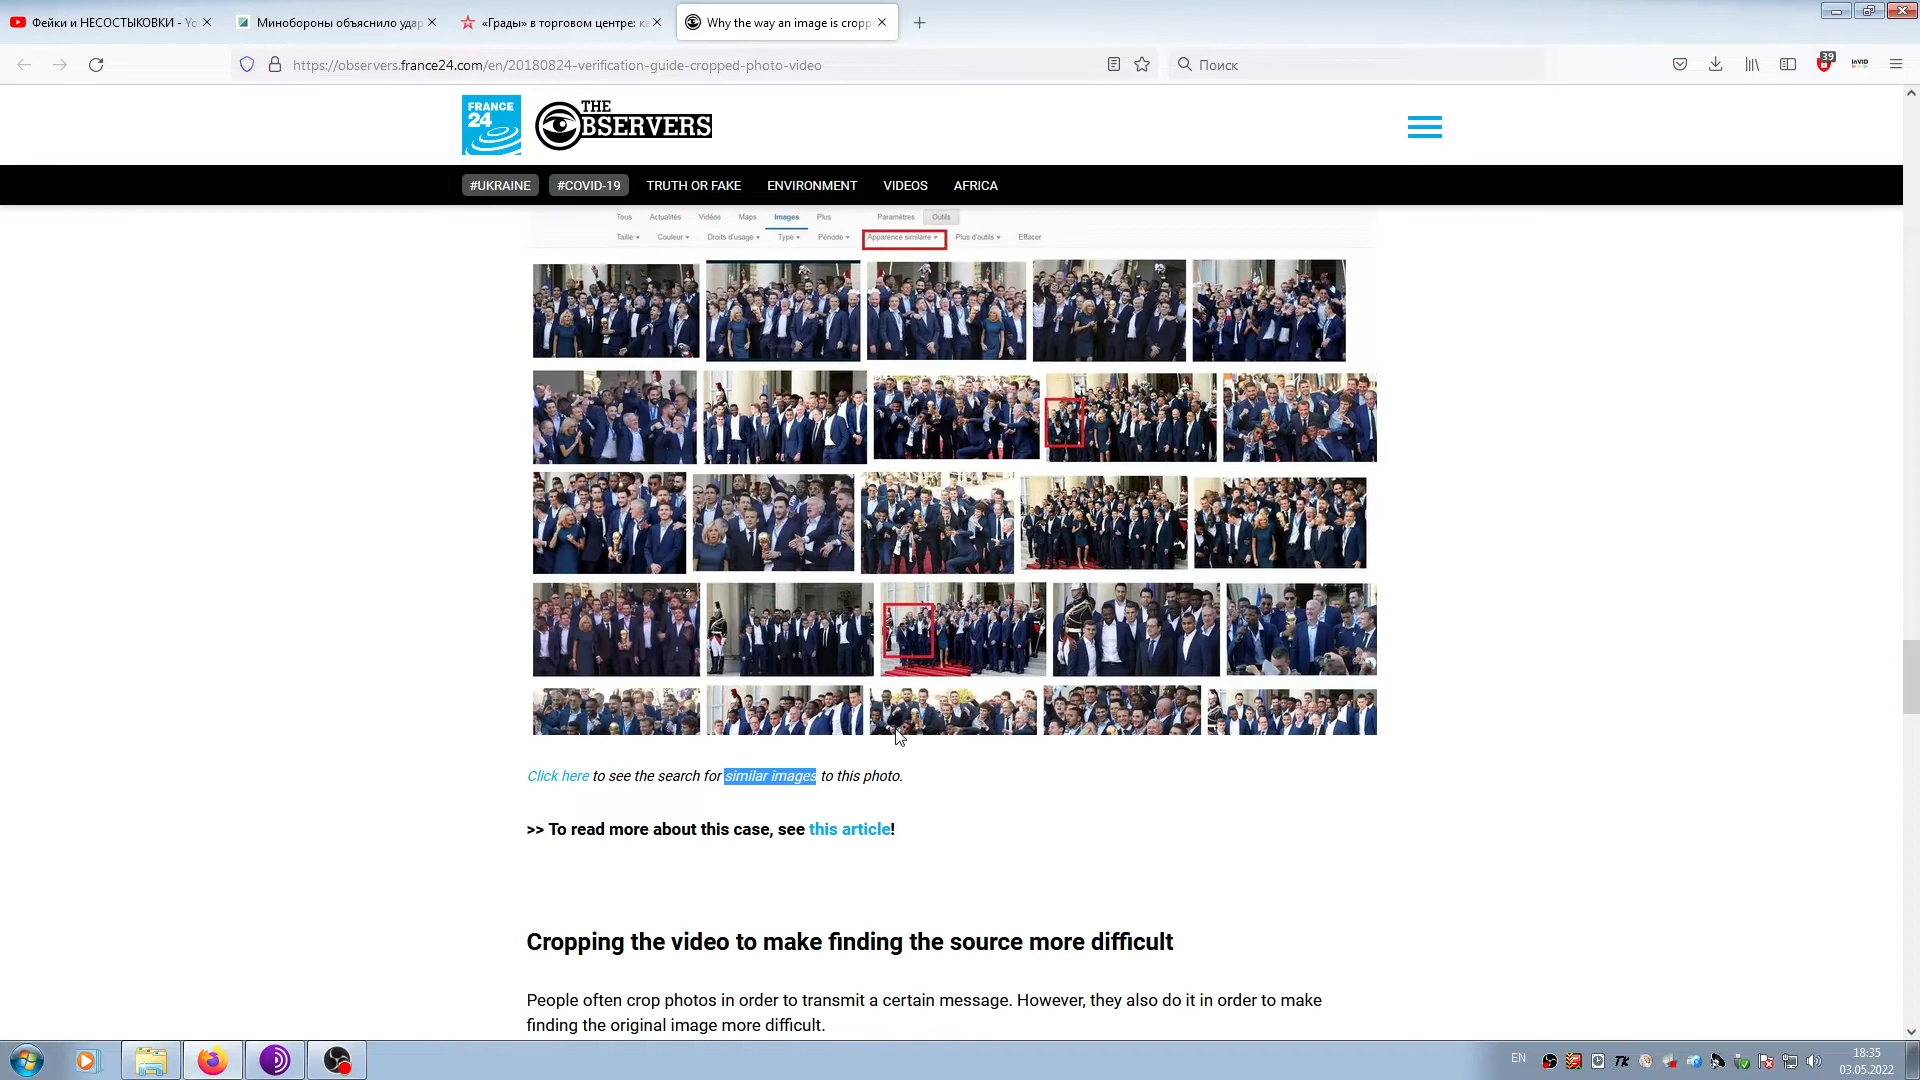 Фейки и НЕСОСТЫКОВКИ - Yo
Минобороны объяснило удар
«Грады» в торговом центре: ка
Why the way an image is cropp
https://observers.france24.com/en/20180824-verification-guide-cropped-photo-video
Поиск
39
InVID
FRANCE
24
THE
OBSERVERS
#UKRAINE
#COVID-19
TRUTH OR FAKE
ENVIRONMENT
VIDEOS
AFRICA
Tous
Actualités
Vidéos
Maps
Images
Plus
Paramètres
Outils
Taille
Couleur
Droits d'usage
Type
Période
Apparence similaire
Plus d'outils
Effacer
Click here to see the search for similar images to this photo.
>> To read more about this case, see this article!
Cropping the video to make finding the source more difficult
People often crop photos in order to transmit a certain message. However, they also do it in order to make
finding the original image more difficult.
EN
18:35
03.05.2022